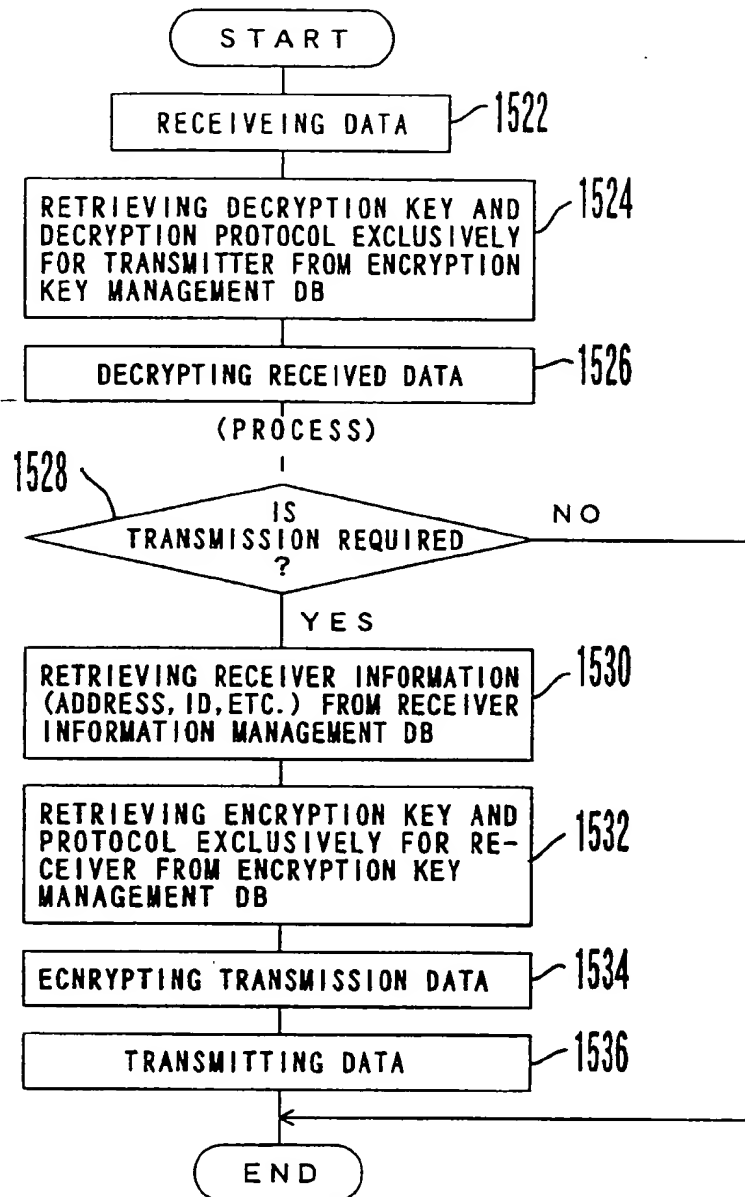 START
RECEIVEING DATA
1522
RETRIEVING DECRYPTION KEY AND
DECRYPTION PROTOCOL EXCLUSIVELY
FOR TRANSMITTER FROM ENCRYPTION
KEY MANAGEMENT DB
1524
DECRYPTING RECEIVED DATA
1526
(PROCESS)
1528
IS
TRANSMISSION REQUIRED
?
NO
YES
RETRIEVING RECEIVER INFORMATION
(ADDRESS, ID, ETC.) FROM RECEIVER
INFORMATION MANAGEMENT DB
1530
RETRIEVING ENCRYPTION KEY AND
PROTOCOL EXCLUSIVELY FOR RE-
CEIVER FROM ENCRYPTION KEY
MANAGEMENT DB
1532
ECNRYPTING TRANSMISSION DATA
1534
TRANSMITTING DATA
1536
END